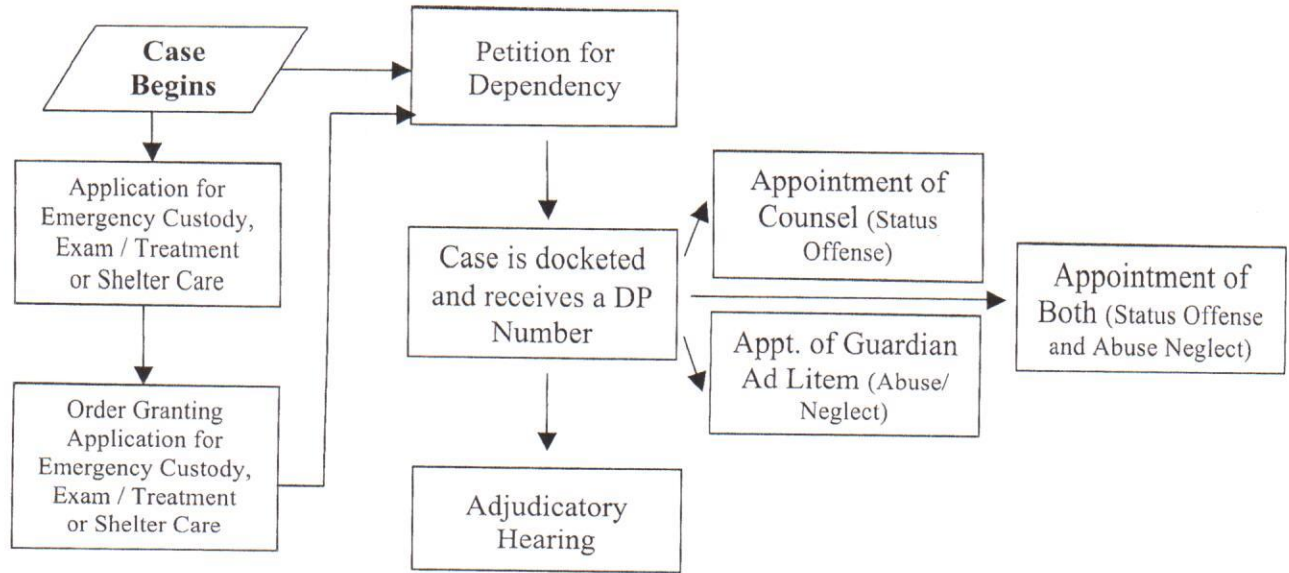 Case
Begins
Petition for
Dependency
Application for
Emergency Custody,
Exam / Treatment
or Shelter Care
Order Granting
Application for
Emergency Custody,
Exam / Treatment
or Shelter Care
Case is docketed
and receives a DP
Number
Appointment of
Counsel (Status
Offense)
Appt. of Guardian
Ad Litem (Abuse/
Neglect)
Appointment of
Both (Status Offense
and Abuse Neglect)
Adjudicatory
Hearing